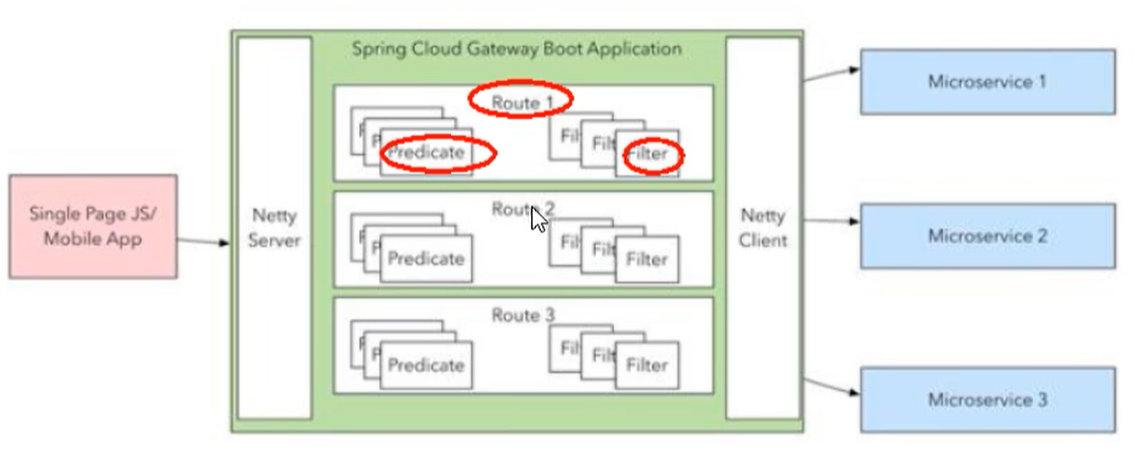 Spring Cloud Gateway Boot Application
Single Page JS/
Mobile App
Netty
Server
Route 1
Predicate
Fil
Filt
Filter
Route 2
P
Predicate
Fil
Filt
Filter
Route 3
P
Predicate
Fil
Filt
Filter
Netty
Client
Microservice 1
Microservice 2
Microservice 3